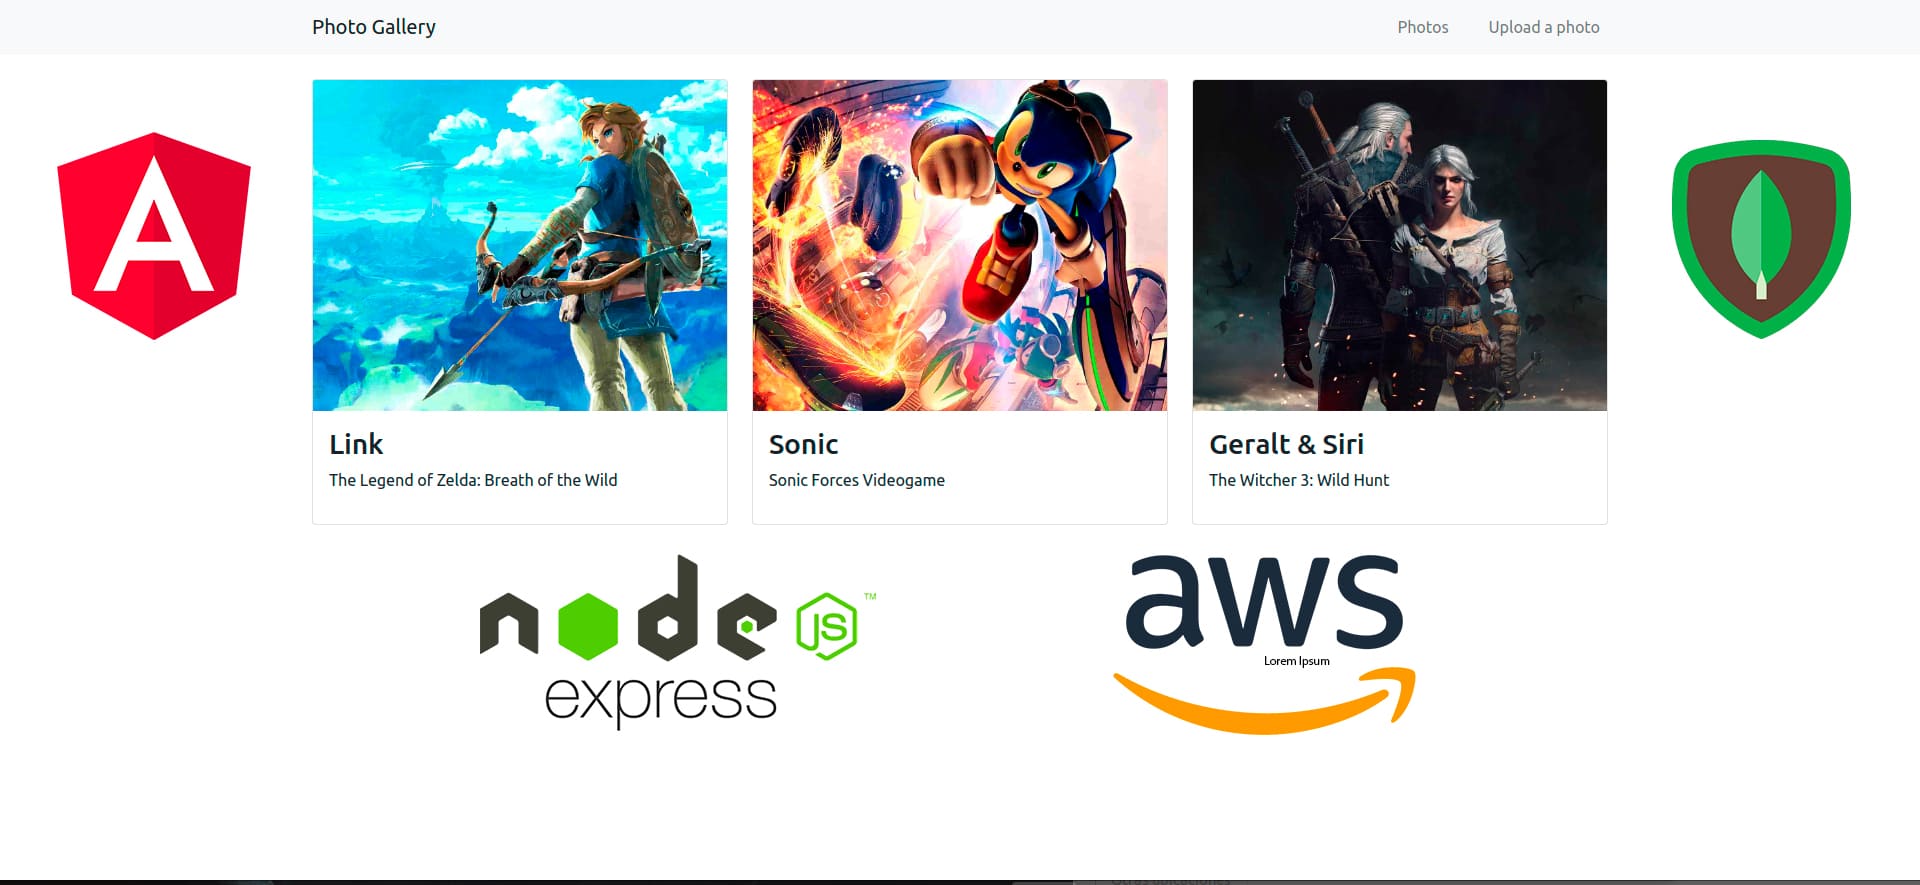 Photo Gallery
Photos
Upload a photo
A
Link
The Legend of Zelda: Breath of the Wild
Sonic
Sonic Forces Videogame
Geralt & Siri
The Witcher 3: Wild Hunt
node JS TM
express
aws
Lorem Ipsum